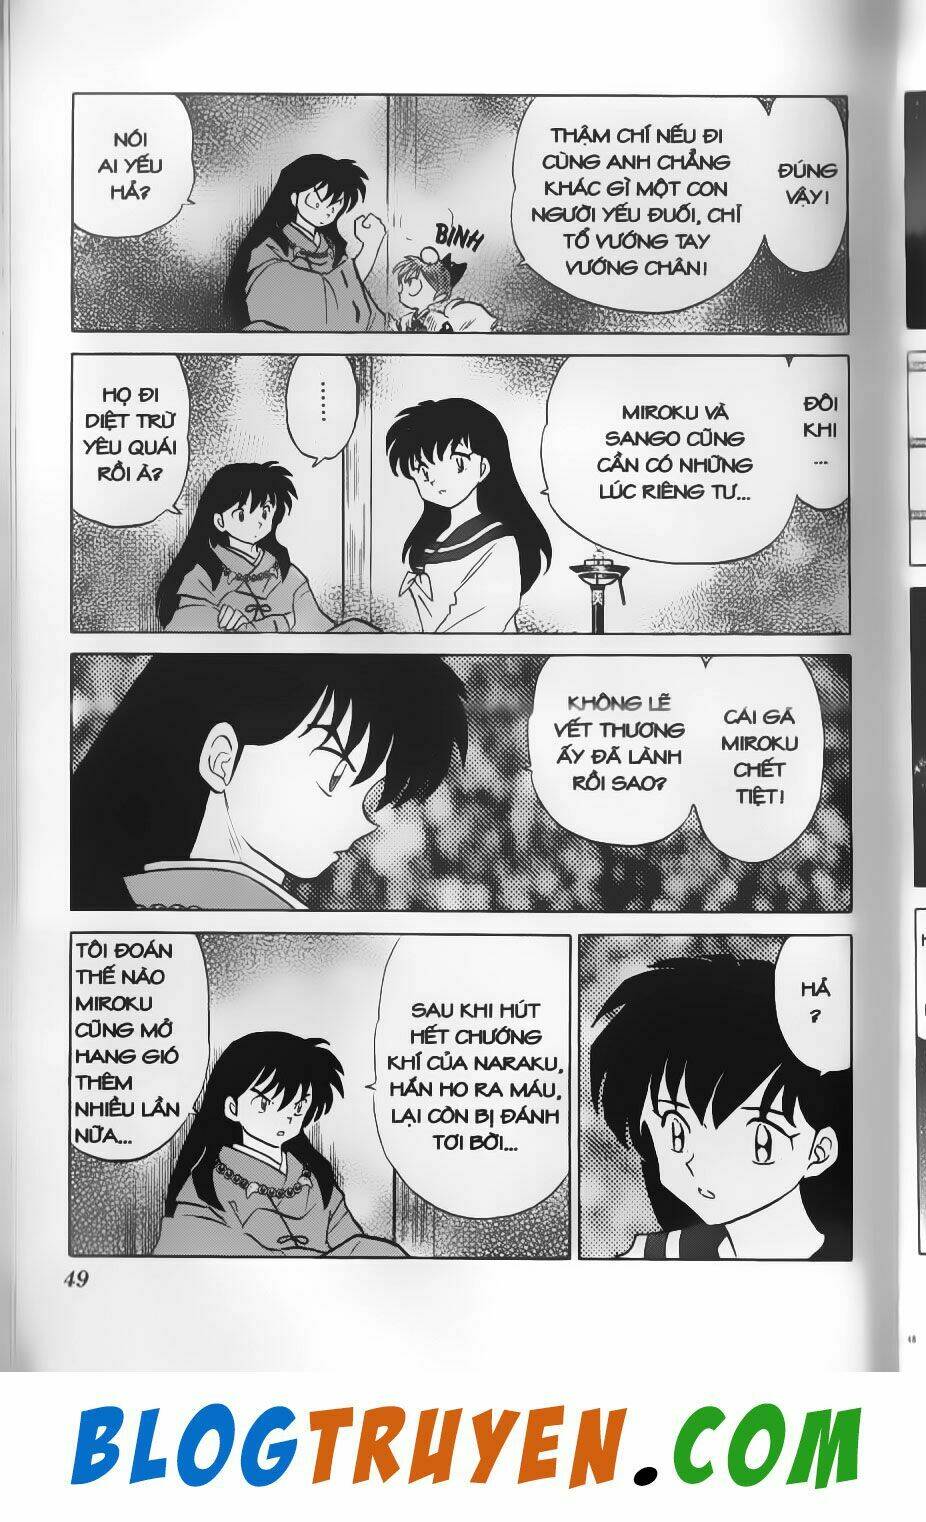 ĐÚNG
VẬY!
THẬM CHÍ NẾU ĐI
CÙNG ANH CHẲNG
KHÁC GÌ MỘT CON
NGƯỜI YẾU ĐUỐI, CHỈ
TỔ VƯỚNG TAY
VƯỚNG CHÂN!
BINH
NÓI
AI YẾU
HẢ?
ĐÔI
KHI
...
MIROKU VÀ
SANGO CŨNG
CẦN CÓ NHỮNG
LÚC RIÊNG TƯ...
......
HỌ ĐI
DIỆT TRỪ
YÊU QUÁI
RỒI À?
CÁI GÃ
MIROKU
CHẾT
TIỆT!
KHÔNG LẼ
VẾT THƯƠNG
ẤY ĐÃ LÀNH
RỒI SAO?
HẢ
?
SAU KHI HÚT
HẾT CHƯỚNG
KHÍ CỦA NARAKU,
HẮN HO RA MÁU,
LẠI CÒN BỊ ĐÁNH
TƠI BỜI...
TÔI ĐOÁN
THẾ NÀO
MIROKU
CŨNG MỞ
HANG GIÓ
THÊM
NHIỀU LẦN
NỮA...
49
48
BLOGTRUYEN.COM